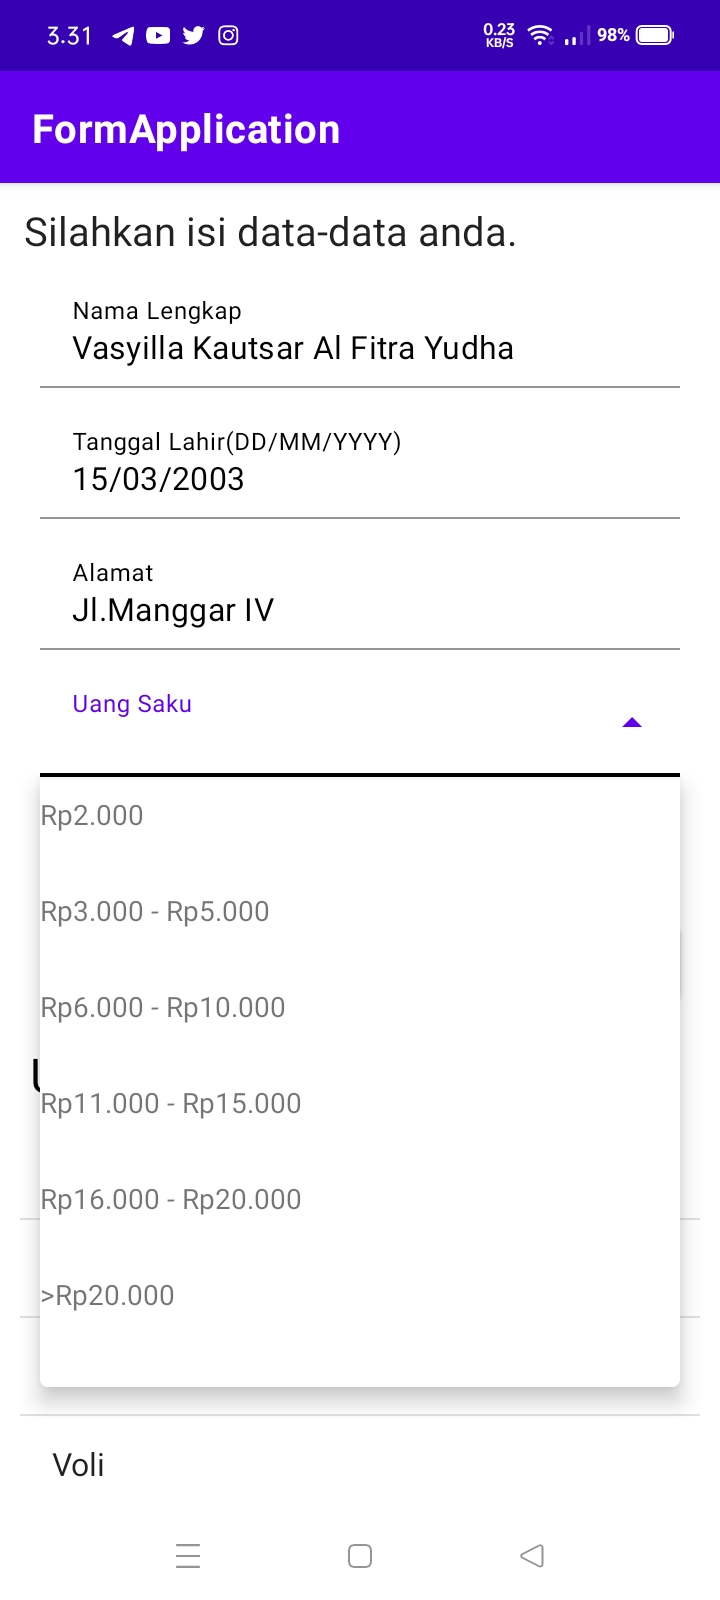 3.31
0.23
KB/S
98%
FormApplication
Silahkan isi data-data anda.
Nama Lengkap
Vasyilla Kautsar Al Fitra Yudha
Tanggal Lahir(DD/MM/YYYY)
15/03/2003
Alamat
Jl.Manggar IV
Uang Saku
Rp2.000
Rp3.000 - Rp5.000
Rp6.000 - Rp10.000
Rp11.000 - Rp15.000
Rp16.000 - Rp20.000
>Rp20.000
Voli